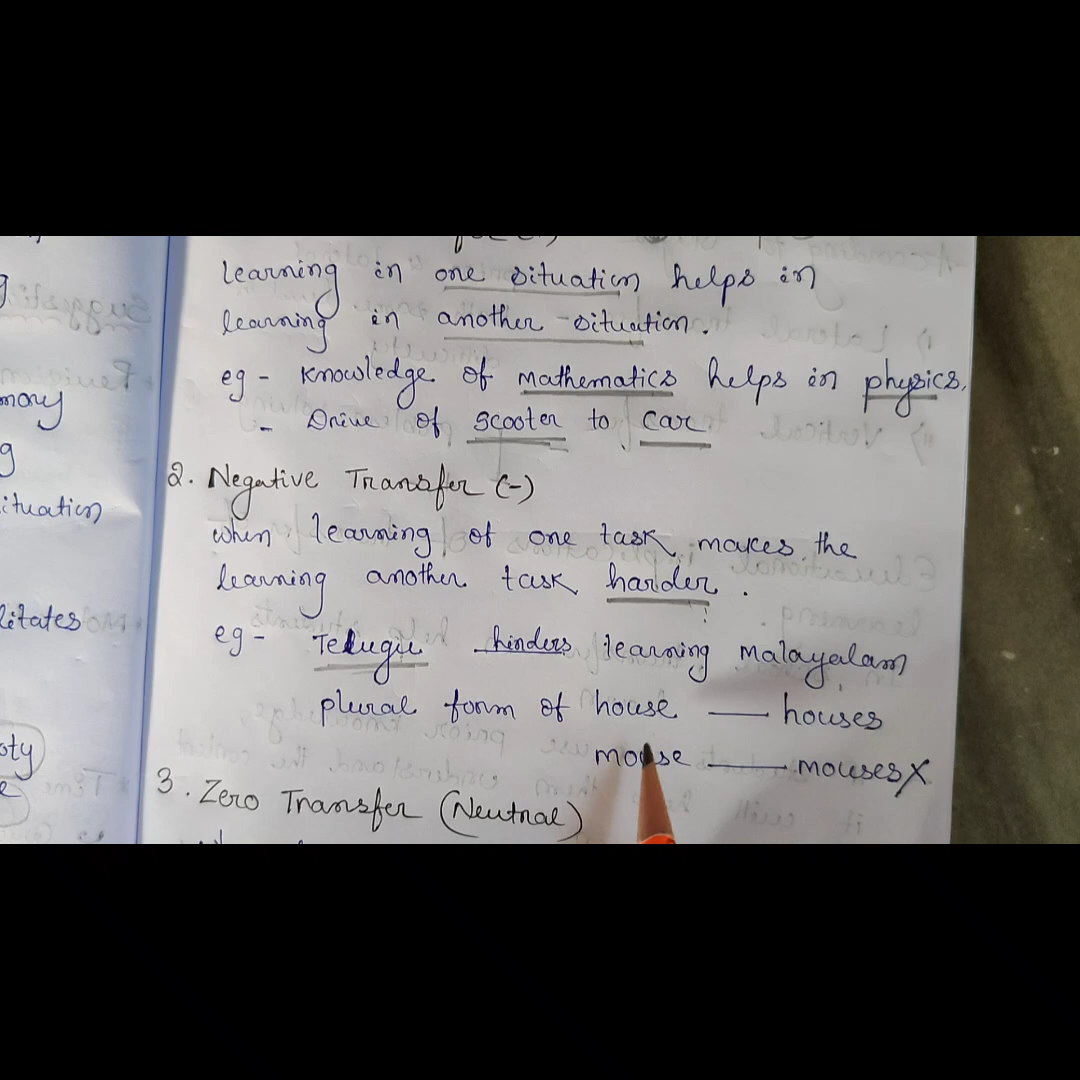 learning in one situation helps in
learning in another situation.
eg - Knowledge of mathematics helps in physics.
- Drive of scooter to car
2. Negative Transfer (-)
when learning of one task makes the
learning another task harder.
eg - Telugu hinders learning malayalam
plural form of house — houses
mouse — mouses X
3. Zero Transfer (Neutral)
situation